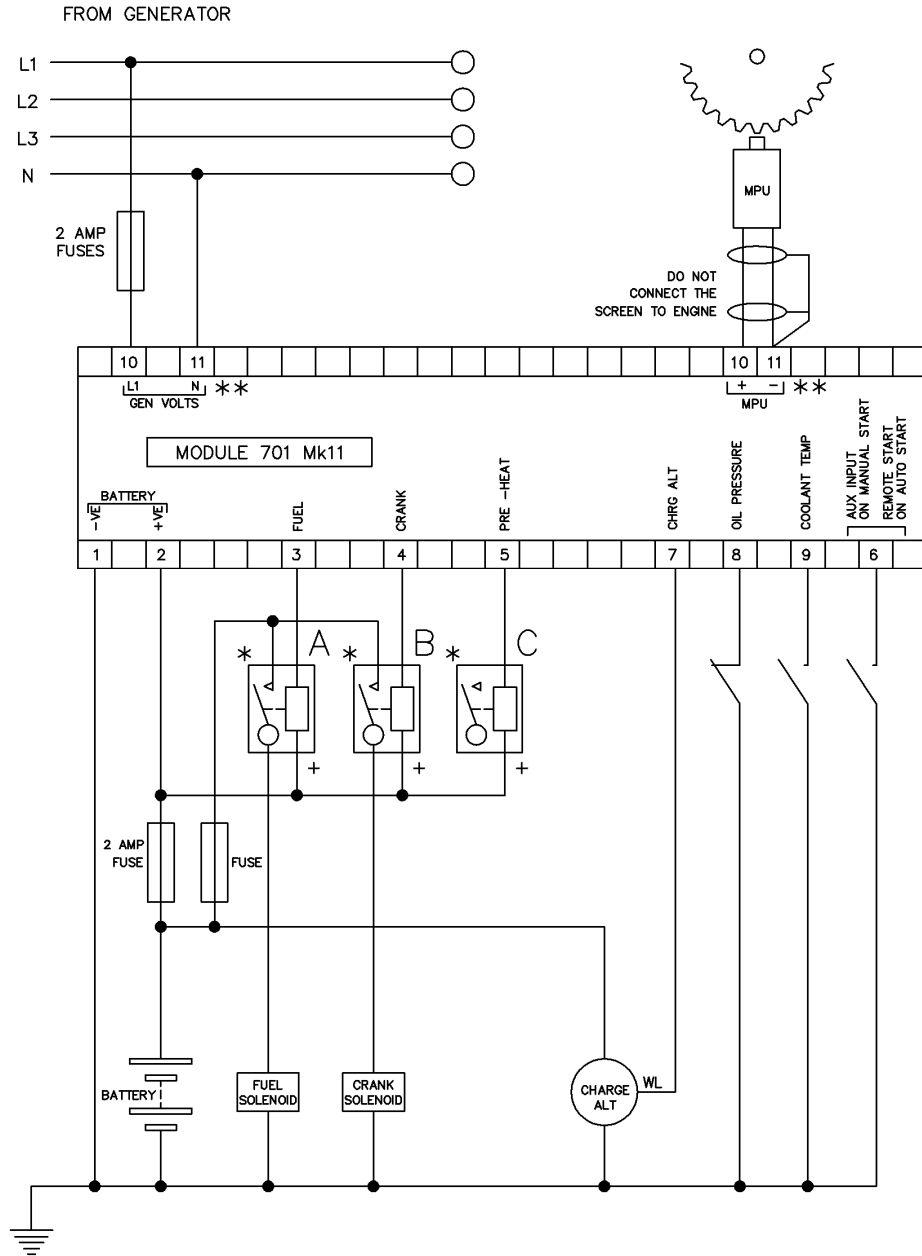 FROM GENERATOR
L1
L2
L3
N
2 AMP
FUSES
MPU
DO NOT
CONNECT THE
SCREEN TO ENGINE
10 11 10 11
L1 N **
GEN VOLTS
+ - **
MPU
MODULE 701 Mk11
BATTERY
-VE
+VE
FUEL
CRANK
PRE -HEAT
CHRG ALT
OIL PRESSURE
COOLANT TEMP
AUX INPUT
ON MANUAL START
REMOTE START
ON AUTO START
1 2 3 4 5 7 8 9 6
* A * B * C
+ + +
2 AMP
FUSE
FUSE
BATTERY
FUEL
SOLENOID
CRANK
SOLENOID
CHARGE
ALT
WL